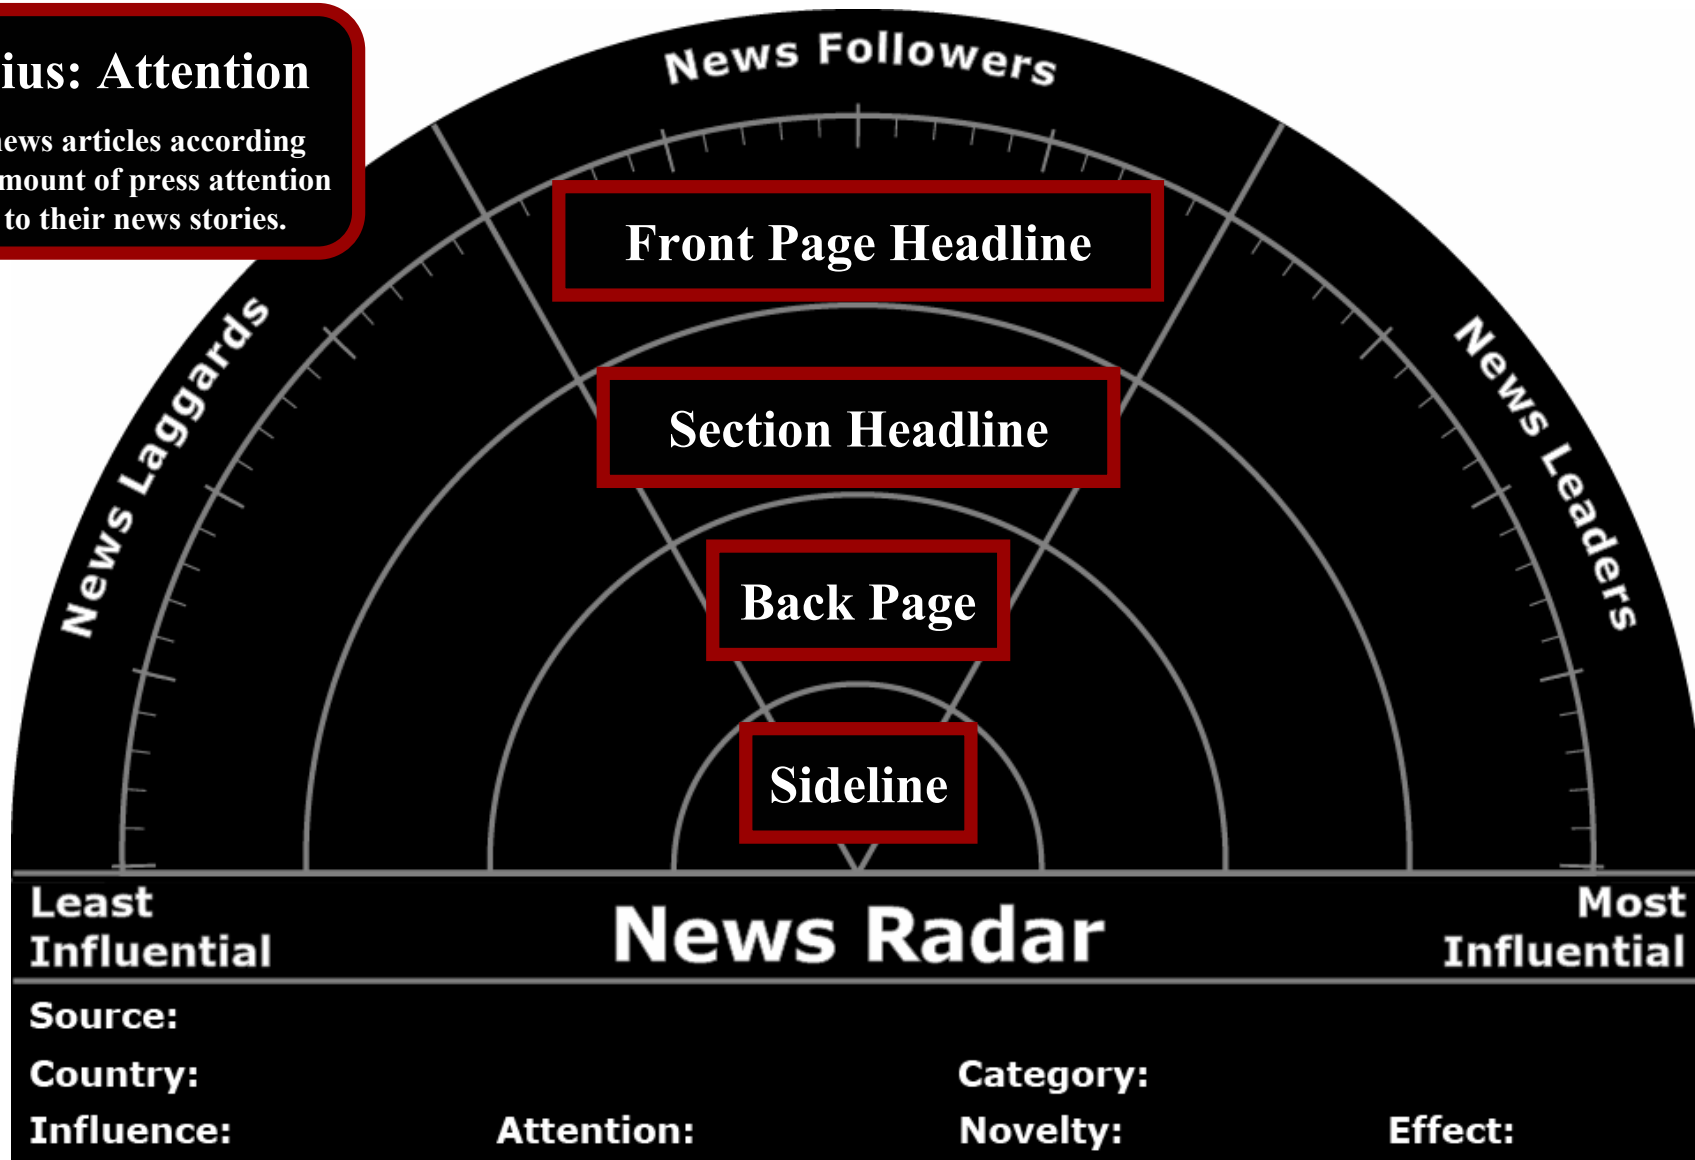 ius: Attention
news articles according
mount of press attention
to their news stories.
News Followers
News Laggards
News Leaders
Front Page Headline
Section Headline
Back Page
Sideline
Least
Influential
News Radar
Most
Influential
Source:
Country:
Category:
Influence:
Attention:
Novelty:
Effect: